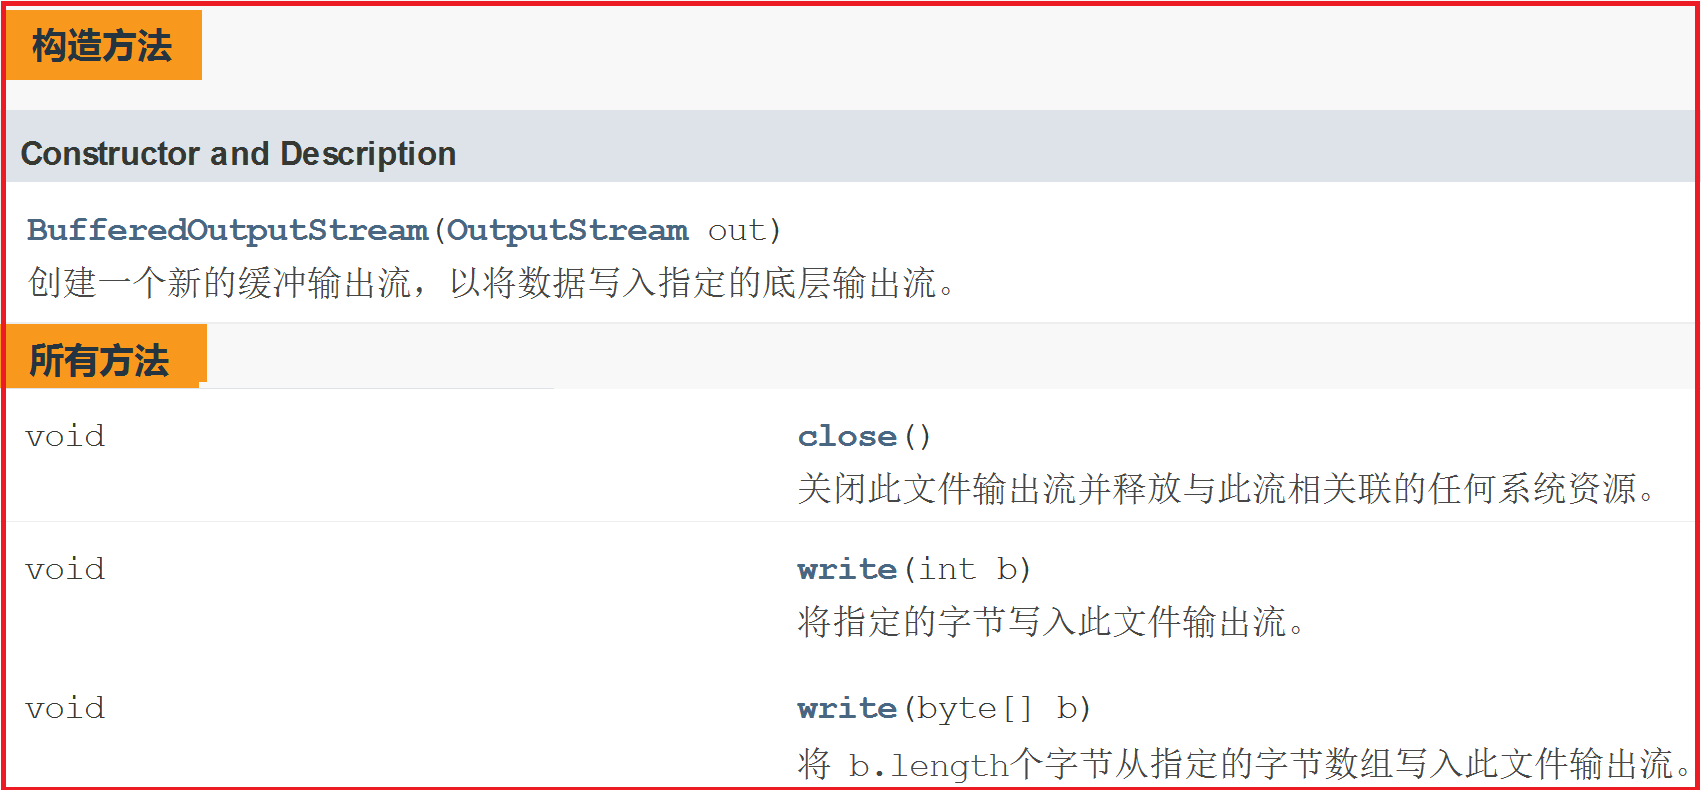 构造方法
Constructor and Description
BufferedOutputStream(OutputStream out)
创建一个新的缓冲输出流，以将数据写入指定的底层输出流。
所有方法
void close()
关闭此文件输出流并释放与此流相关联的任何系统资源。
void write(int b)
将指定的字节写入此文件输出流。
void write(byte[] b)
将 b.length个字节从指定的字节数组写入此文件输出流。